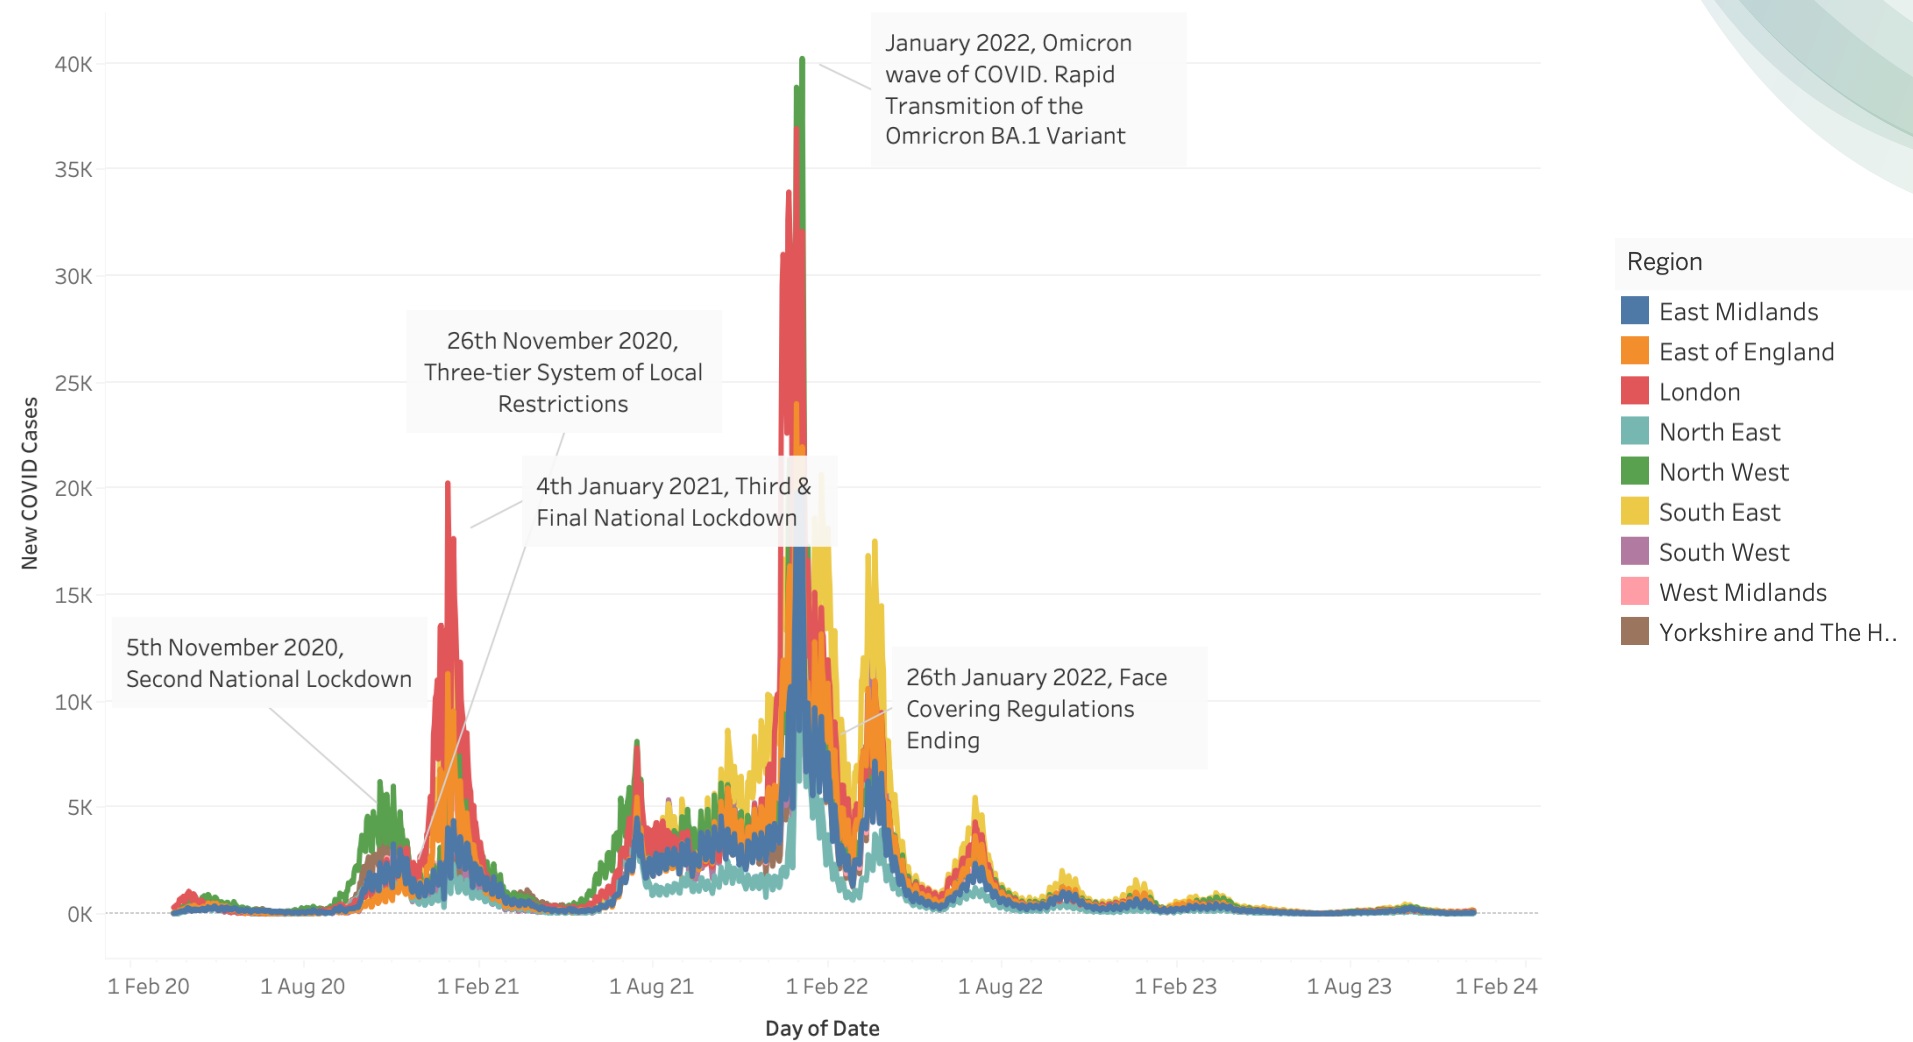 January 2022, Omicron
wave of COVID. Rapid
Transmition of the
Omricron BA.1 Variant
26th November 2020,
Three-tier System of Local
Restrictions
4th January 2021, Third &
Final National Lockdown
5th November 2020,
Second National Lockdown
26th January 2022, Face
Covering Regulations
Ending
New COVID Cases
40K
35K
30K
25K
20K
15K
10K
5K
0K
1 Feb 20
1 Aug 20
1 Feb 21
1 Aug 21
1 Feb 22
1 Aug 22
1 Feb 23
1 Aug 23
1 Feb 24
Day of Date
Region
East Midlands
East of England
London
North East
North West
South East
South West
West Midlands
Yorkshire and The H..